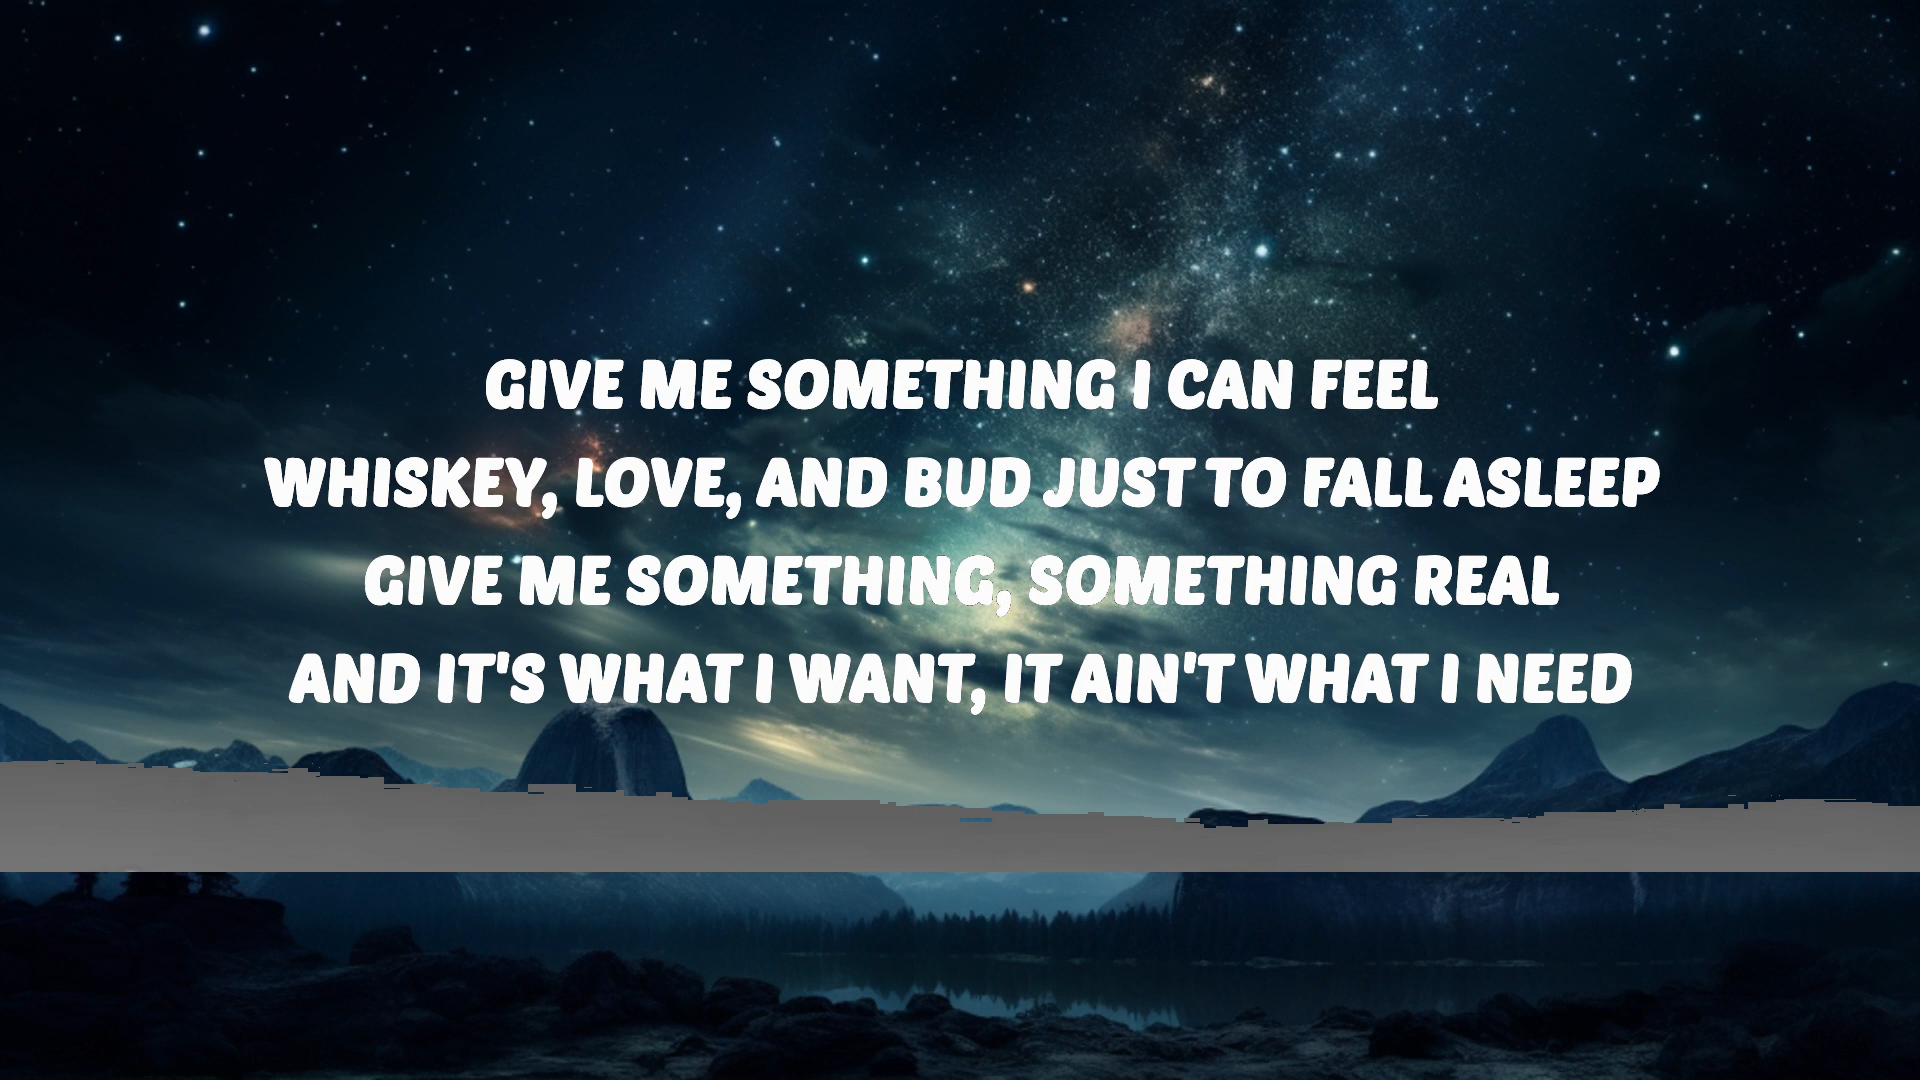 GIVE ME SOMETHING I CAN FEEL
WHISKEY, LOVE, AND BUD JUST TO FALL ASLEEP
GIVE ME SOMETHING, SOMETHING REAL
AND IT'S WHAT I WANT, IT AIN'T WHAT I NEED